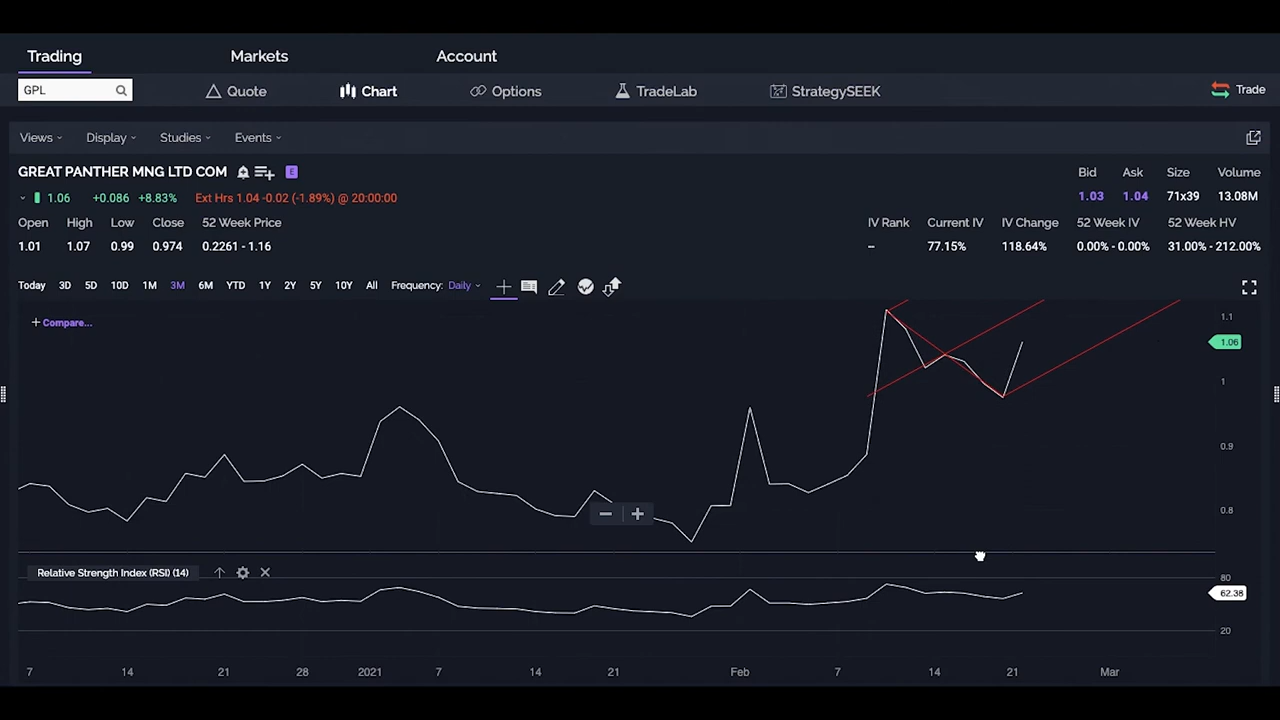 Trading Markets Account
GPL Quote Chart Options TradeLab StrategySEEK Trade
Views Display Studies Events
GREAT PANTHER MNG LTD COM E
Bid Ask Size Volume
1.06 +0.086 +8.83% Ext Hrs 1.04 -0.02 (-1.89%) @ 20:00:00
1.03 1.04 71x39 13.08M
Open High Low Close 52 Week Price
IV Rank Current IV IV Change 52 Week IV 52 Week HV
1.01 1.07 0.99 0.974 0.2261 - 1.16
– 77.15% 118.64% 0.00% - 0.00% 31.00% - 212.00%
Today 3D 5D 10D 1M 3M 6M YTD 1Y 2Y 5Y 10Y All Frequency: Daily
+ Compare...
1.1
1.06
1
0.9
0.8
Relative Strength Index (RSI) (14)
80
62.38
20
7 14 21 28 2021 7 14 21 Feb 7 14 21 Mar